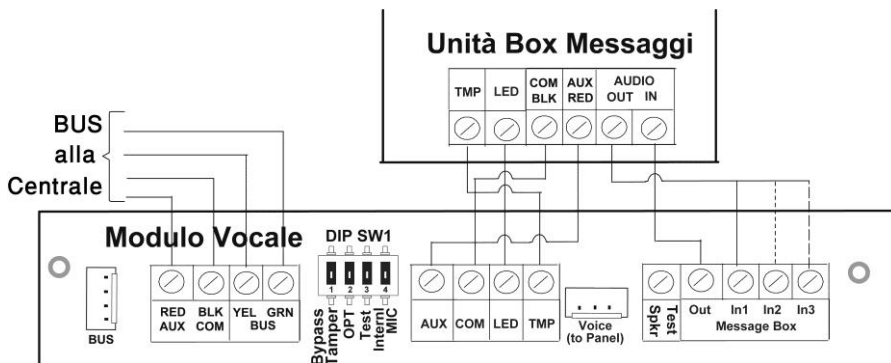 Unità Box Messaggi
TMP LED COM BLK AUX RED AUDIO OUT IN
BUS
alla
Centrale
Modulo Vocale
DIP SW1
1 2 3 4
BUS
RED AUX BLK COM YEL GRN BUS
Bypass Tamper
OPT
Test
Internl MIC
AUX COM LED TMP
Voice
(to Panel)
Test Spkr
Out In1 In2 In3
Message Box